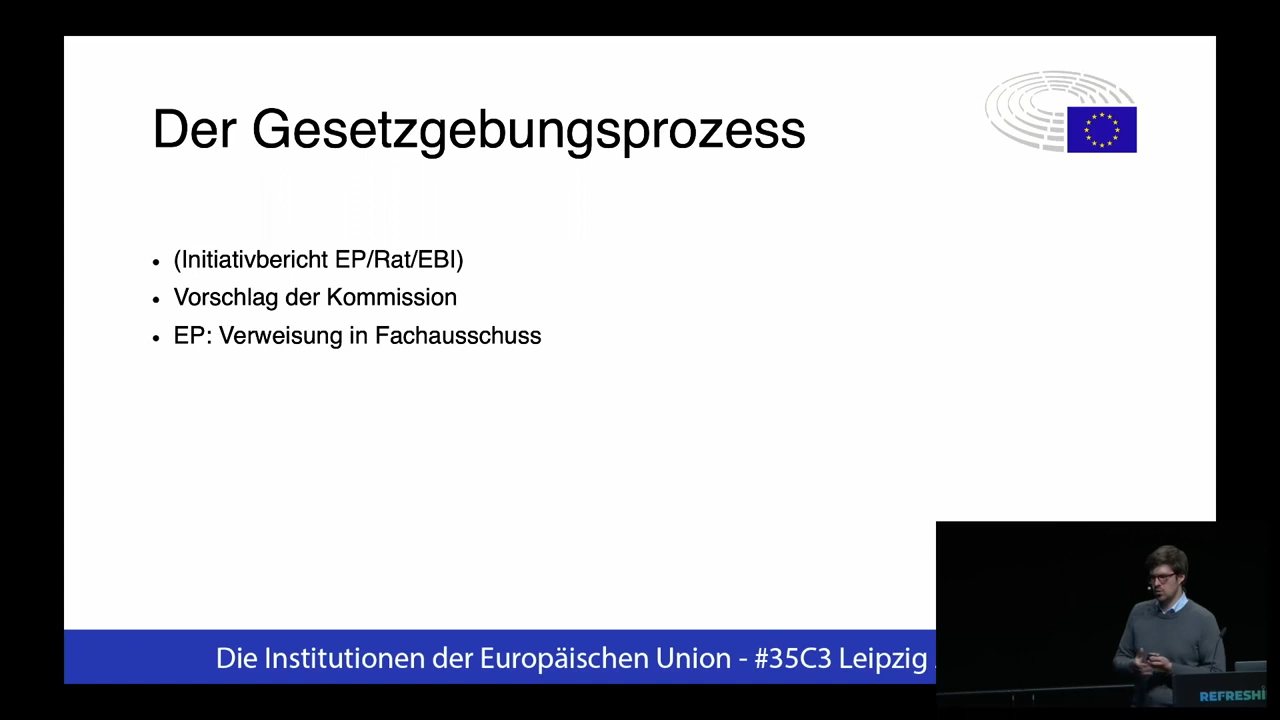 Der Gesetzgebungsprozess
• (Initiativbericht EP/Rat/EBI)
• Vorschlag der Kommission
• EP: Verweisung in Fachausschuss
Die Institutionen der Europäischen Union - #35C3 Leipzig
REFRESHI